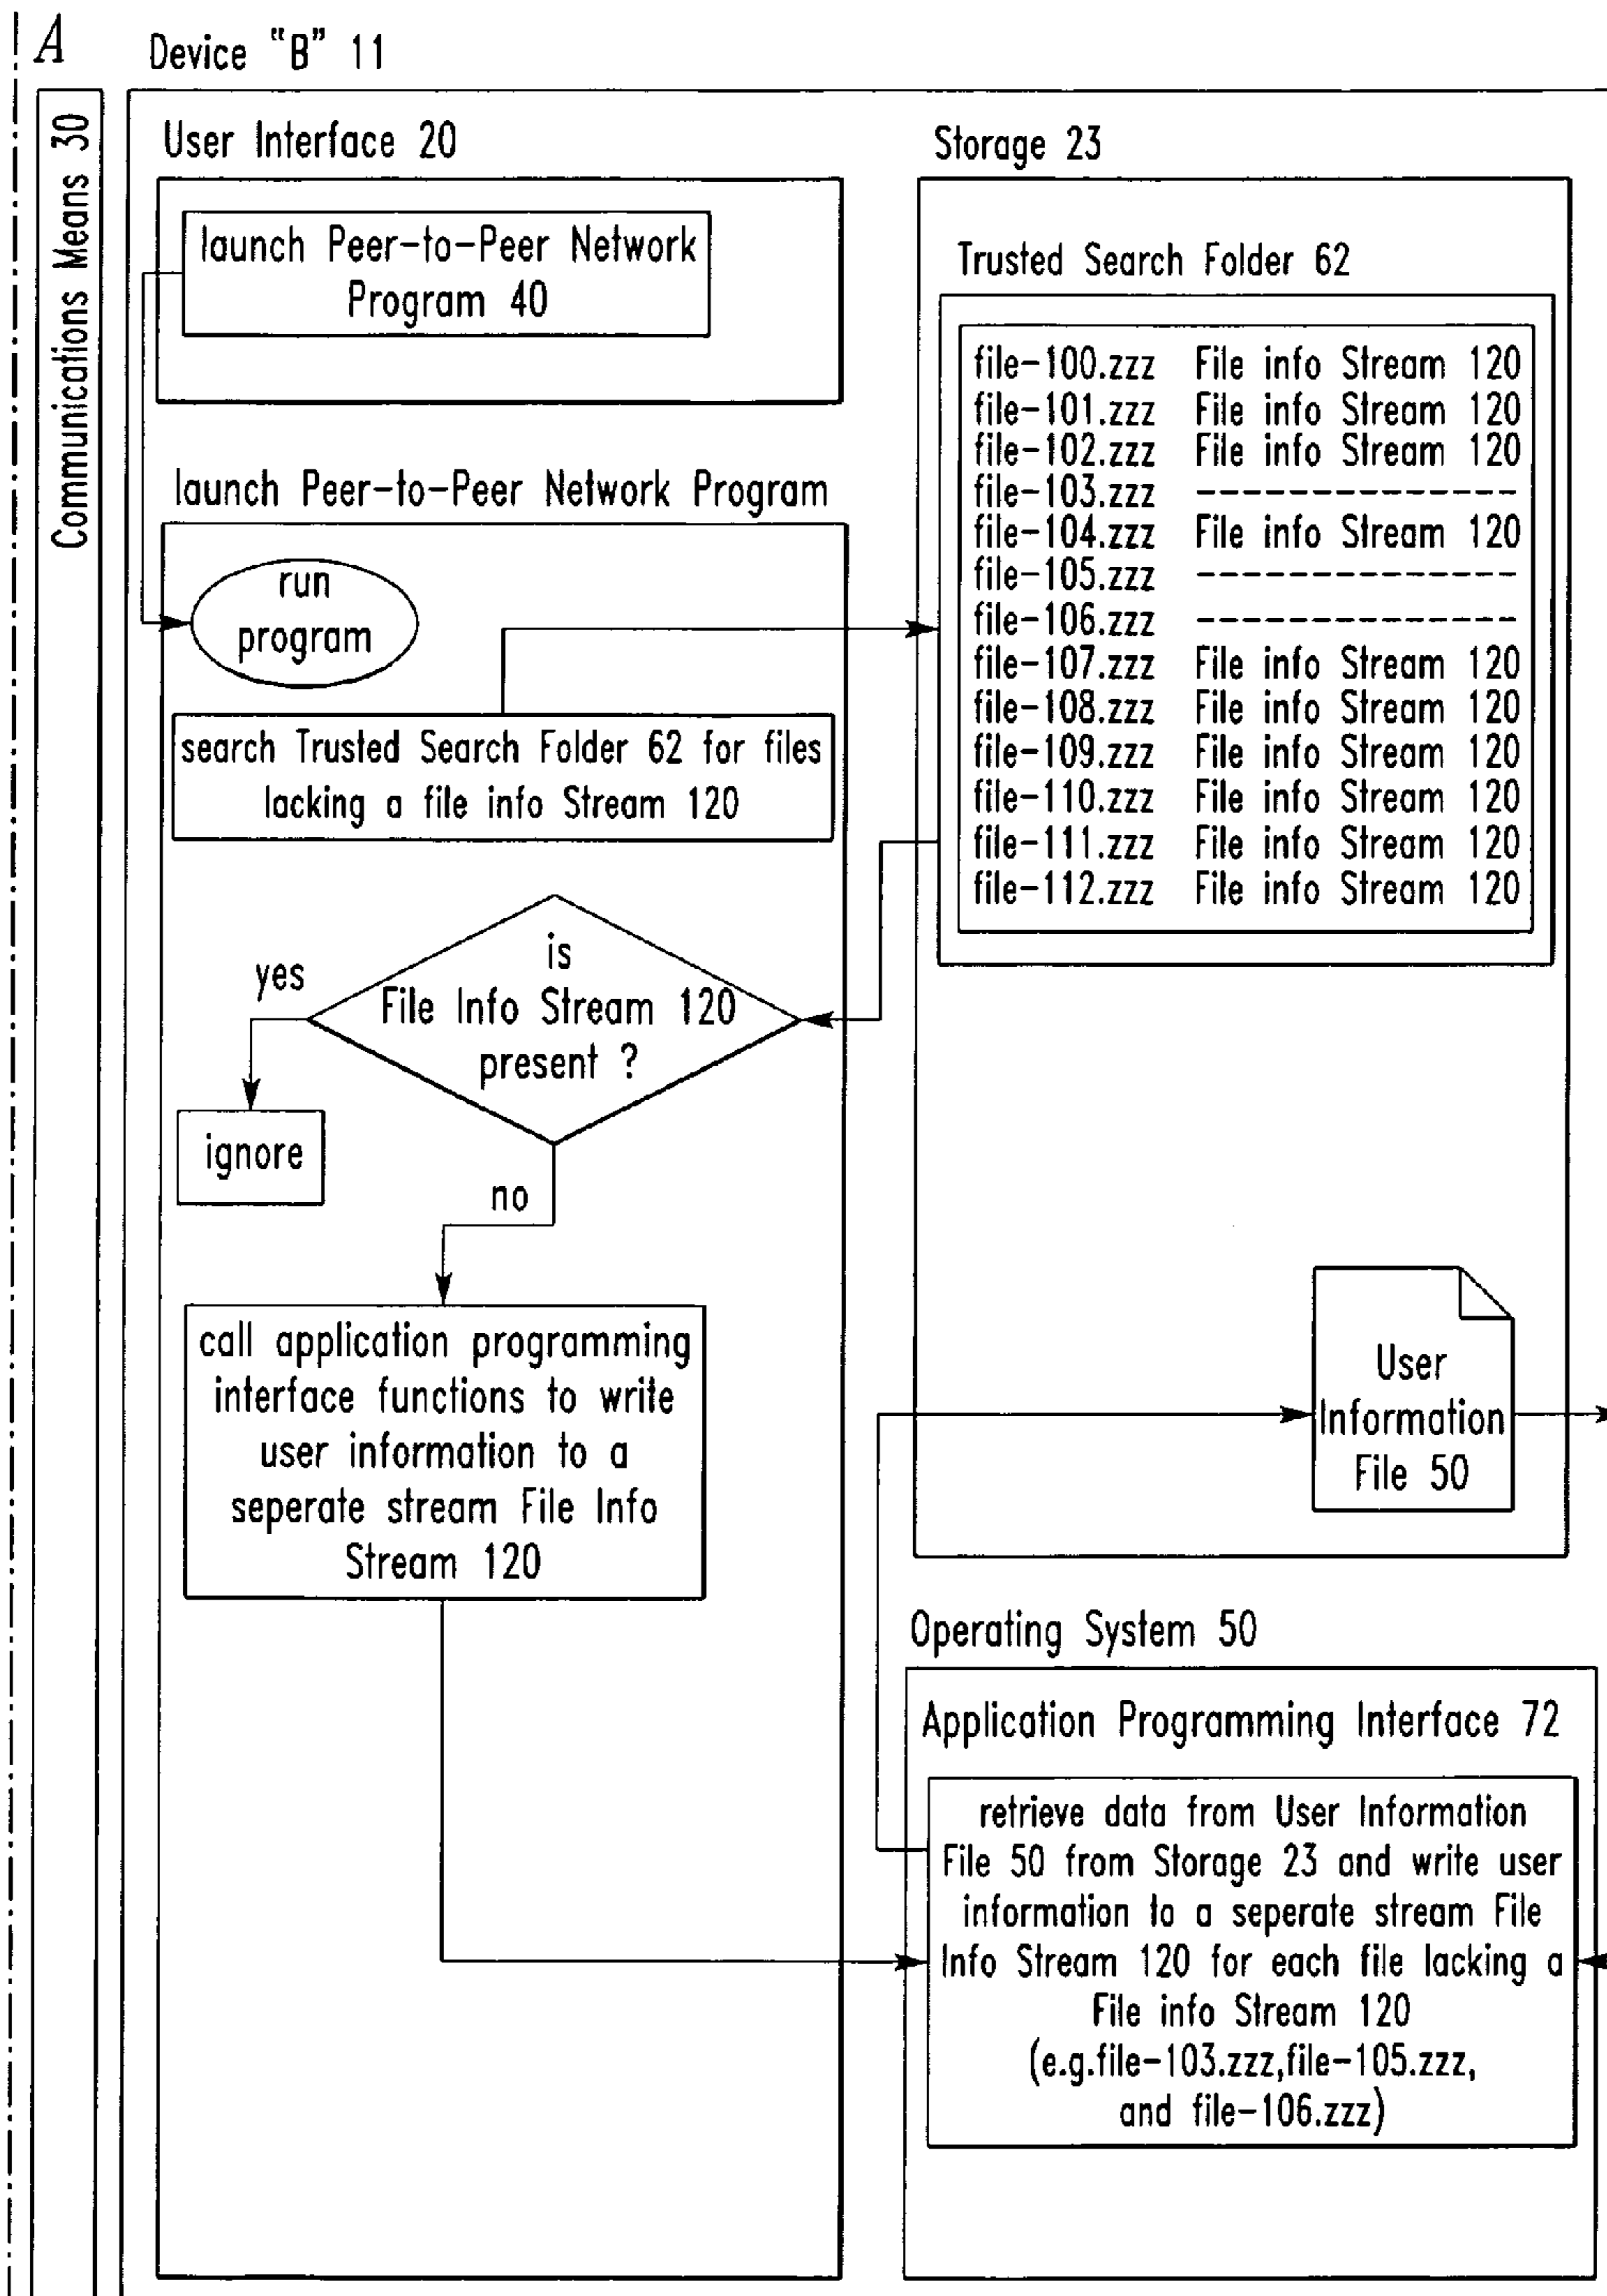 A
Device "B" 11
Communications Means 30
User Interface 20
launch Peer-to-Peer Network
Program 40
launch Peer-to-Peer Network Program
run
program
search Trusted Search Folder 62 for files
lacking a file info Stream 120
is
File Info Stream 120
present ?
yes
ignore
no
call application programming
interface functions to write
user information to a
seperate stream File Info
Stream 120
Storage 23
Trusted Search Folder 62
file-100.zzz File info Stream 120
file-101.zzz File info Stream 120
file-102.zzz File info Stream 120
file-103.zzz ---------------
file-104.zzz File info Stream 120
file-105.zzz ---------------
file-106.zzz ---------------
file-107.zzz File info Stream 120
file-108.zzz File info Stream 120
file-109.zzz File info Stream 120
file-110.zzz File info Stream 120
file-111.zzz File info Stream 120
file-112.zzz File info Stream 120
User
Information
File 50
Operating System 50
Application Programming Interface 72
retrieve data from User Information
File 50 from Storage 23 and write user
information to a seperate stream File
Info Stream 120 for each file lacking a
File info Stream 120
(e.g.file-103.zzz,file-105.zzz,
and file-106.zzz)